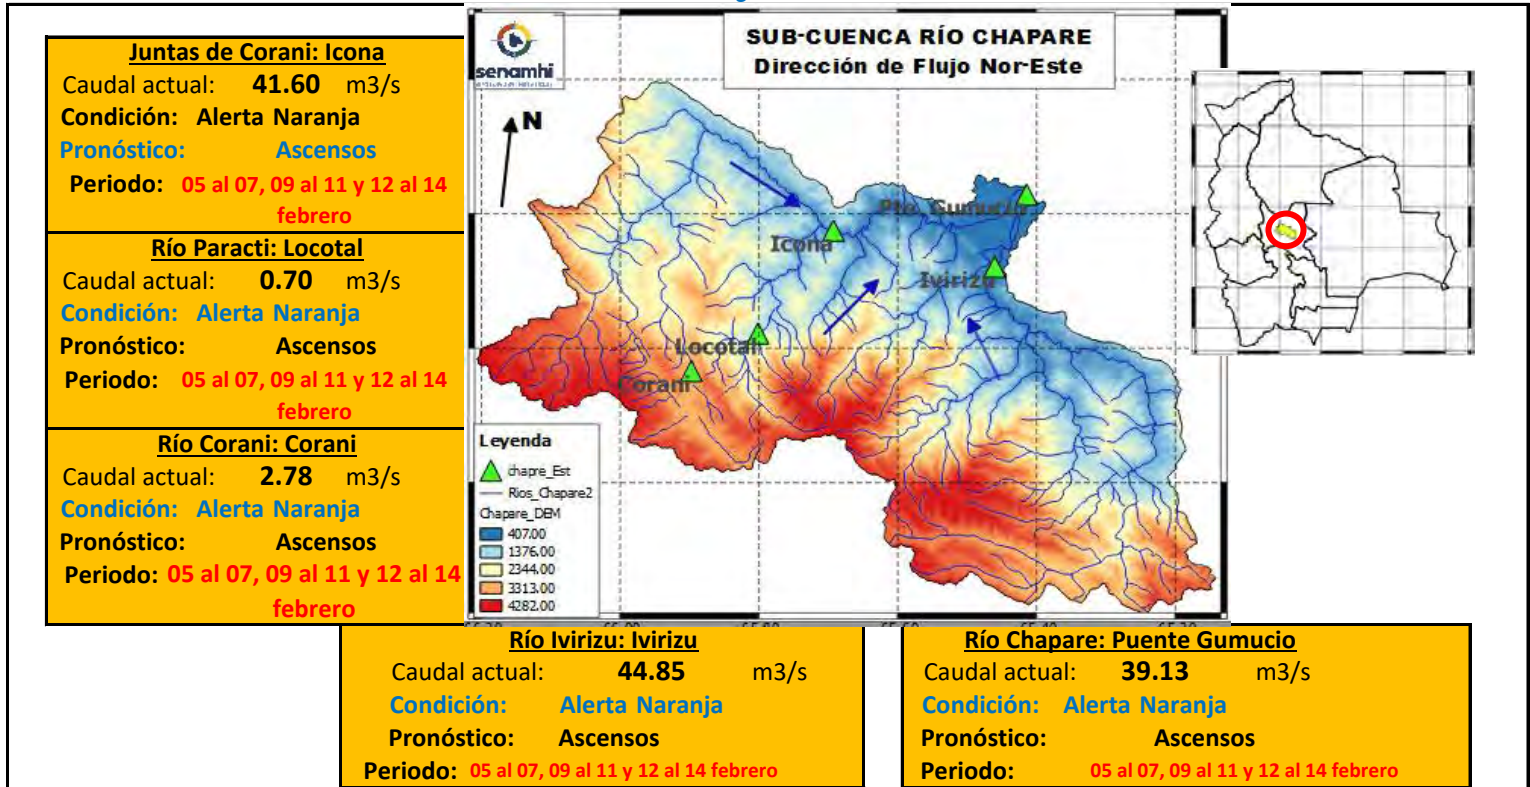 Juntas de Corani: Icona
Caudal actual: 41.60 m3/s
Condición: Alerta Naranja
Pronóstico: Ascensos
Periodo: 05 al 07, 09 al 11 y 12 al 14
febrero
Río Paracti: Locotal
Caudal actual: 0.70 m3/s
Condición: Alerta Naranja
Pronóstico: Ascensos
Periodo: 05 al 07, 09 al 11 y 12 al 14
febrero
Río Corani: Corani
Caudal actual: 2.78 m3/s
Condición: Alerta Naranja
Pronóstico: Ascensos
Periodo: 05 al 07, 09 al 11 y 12 al 14
febrero
senamhi
SUB-CUENCA RÍO CHAPARE
Dirección de Flujo Nor-Este
N
Pte. Gumucio
Icona
Ivirizu
Locotal
Corani
Leyenda
chapre_Est
Rios_Chapare2
Chapare_DEM
407.00
1376.00
2344.00
3313.00
4282.00
Río Ivirizu: Ivirizu
Caudal actual: 44.85 m3/s
Condición: Alerta Naranja
Pronóstico: Ascensos
Periodo: 05 al 07, 09 al 11 y 12 al 14 febrero
Río Chapare: Puente Gumucio
Caudal actual: 39.13 m3/s
Condición: Alerta Naranja
Pronóstico: Ascensos
Periodo: 05 al 07, 09 al 11 y 12 al 14 febrero